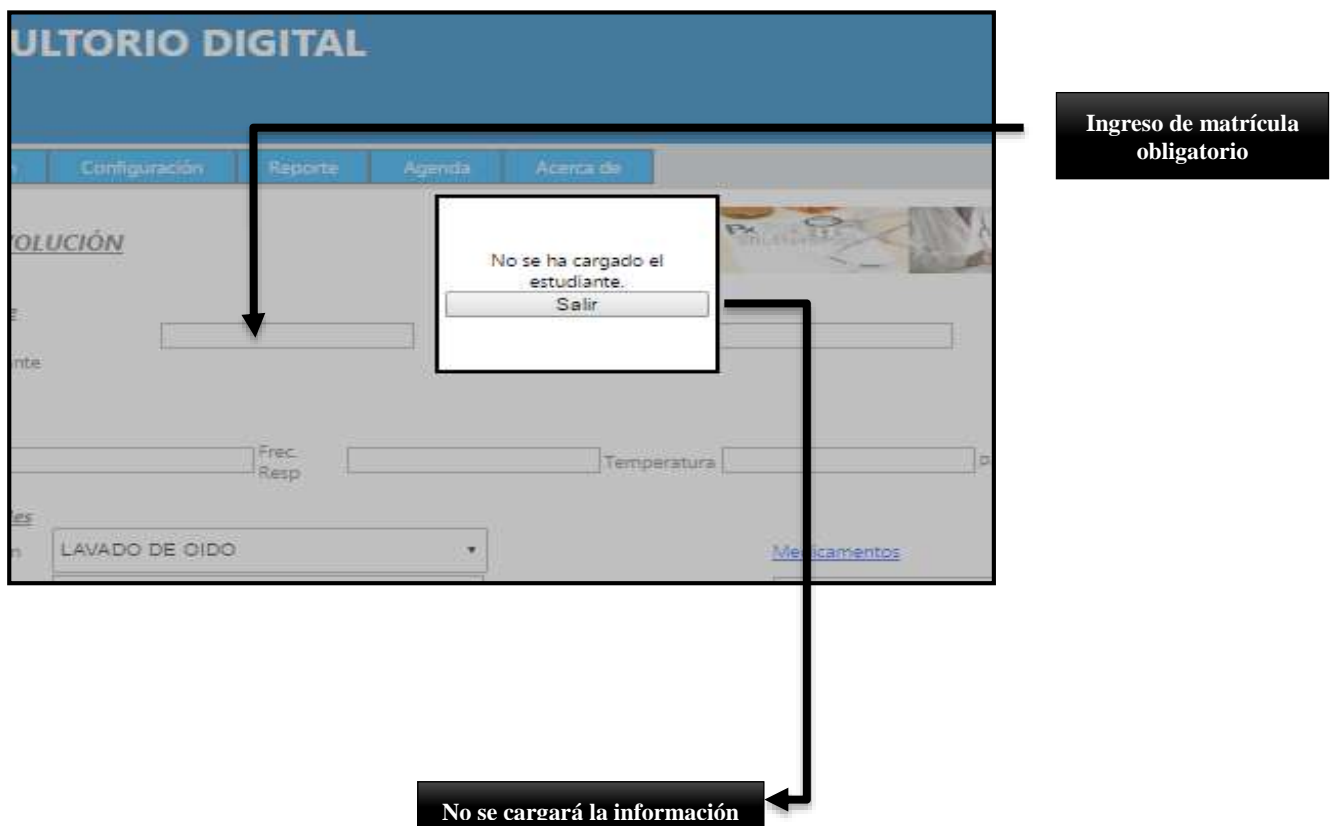 ULTORIO DIGITAL
Ingreso de matrícula
obligatorio
Configuración Reporte Agenda Acerca de
OLUCIÓN
No se ha cargado el
estudiante.
Salir
nte
Frec.
Resp
Temperatura
les
LAVADO DE OIDO
Medicamentos
No se cargará la información